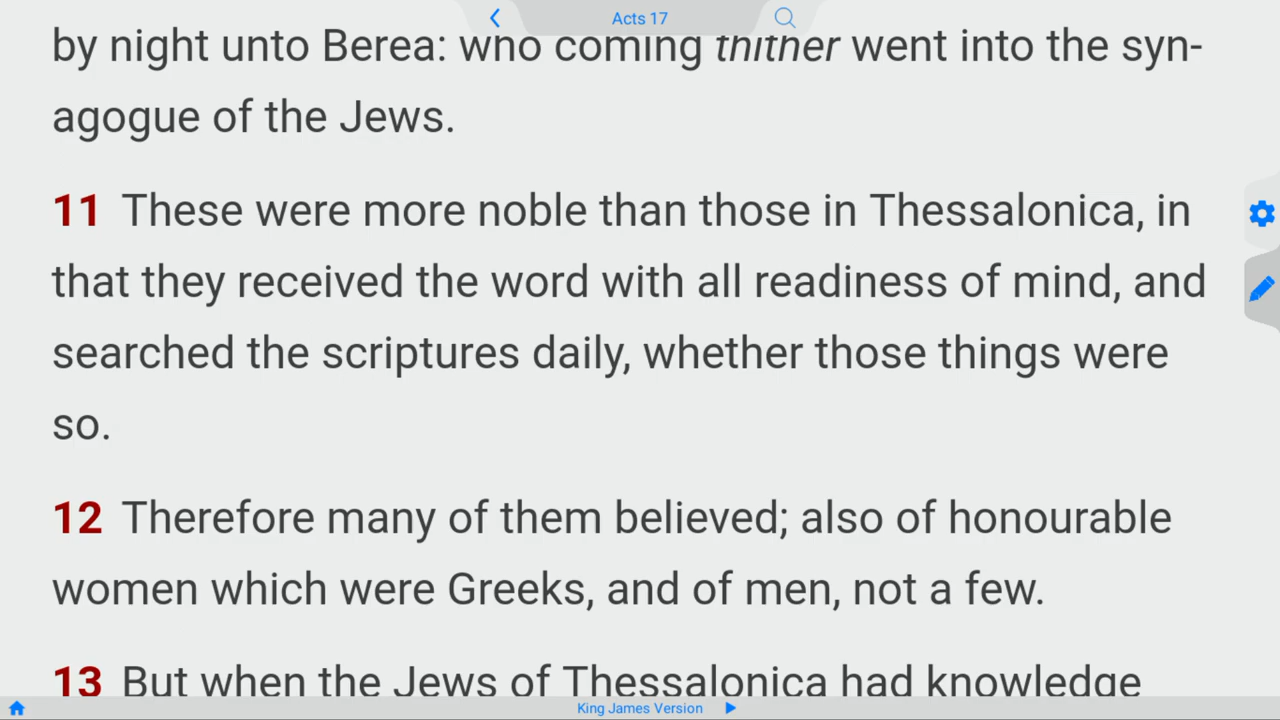 Acts 17
by night unto Berea: who coming thither went into the syn-
agogue of the Jews.
11 These were more noble than those in Thessalonica, in
that they received the word with all readiness of mind, and
searched the scriptures daily, whether those things were
so.
12 Therefore many of them believed; also of honourable
women which were Greeks, and of men, not a few.
13 But when the Jews of Thessalonica had knowledge
King James Version